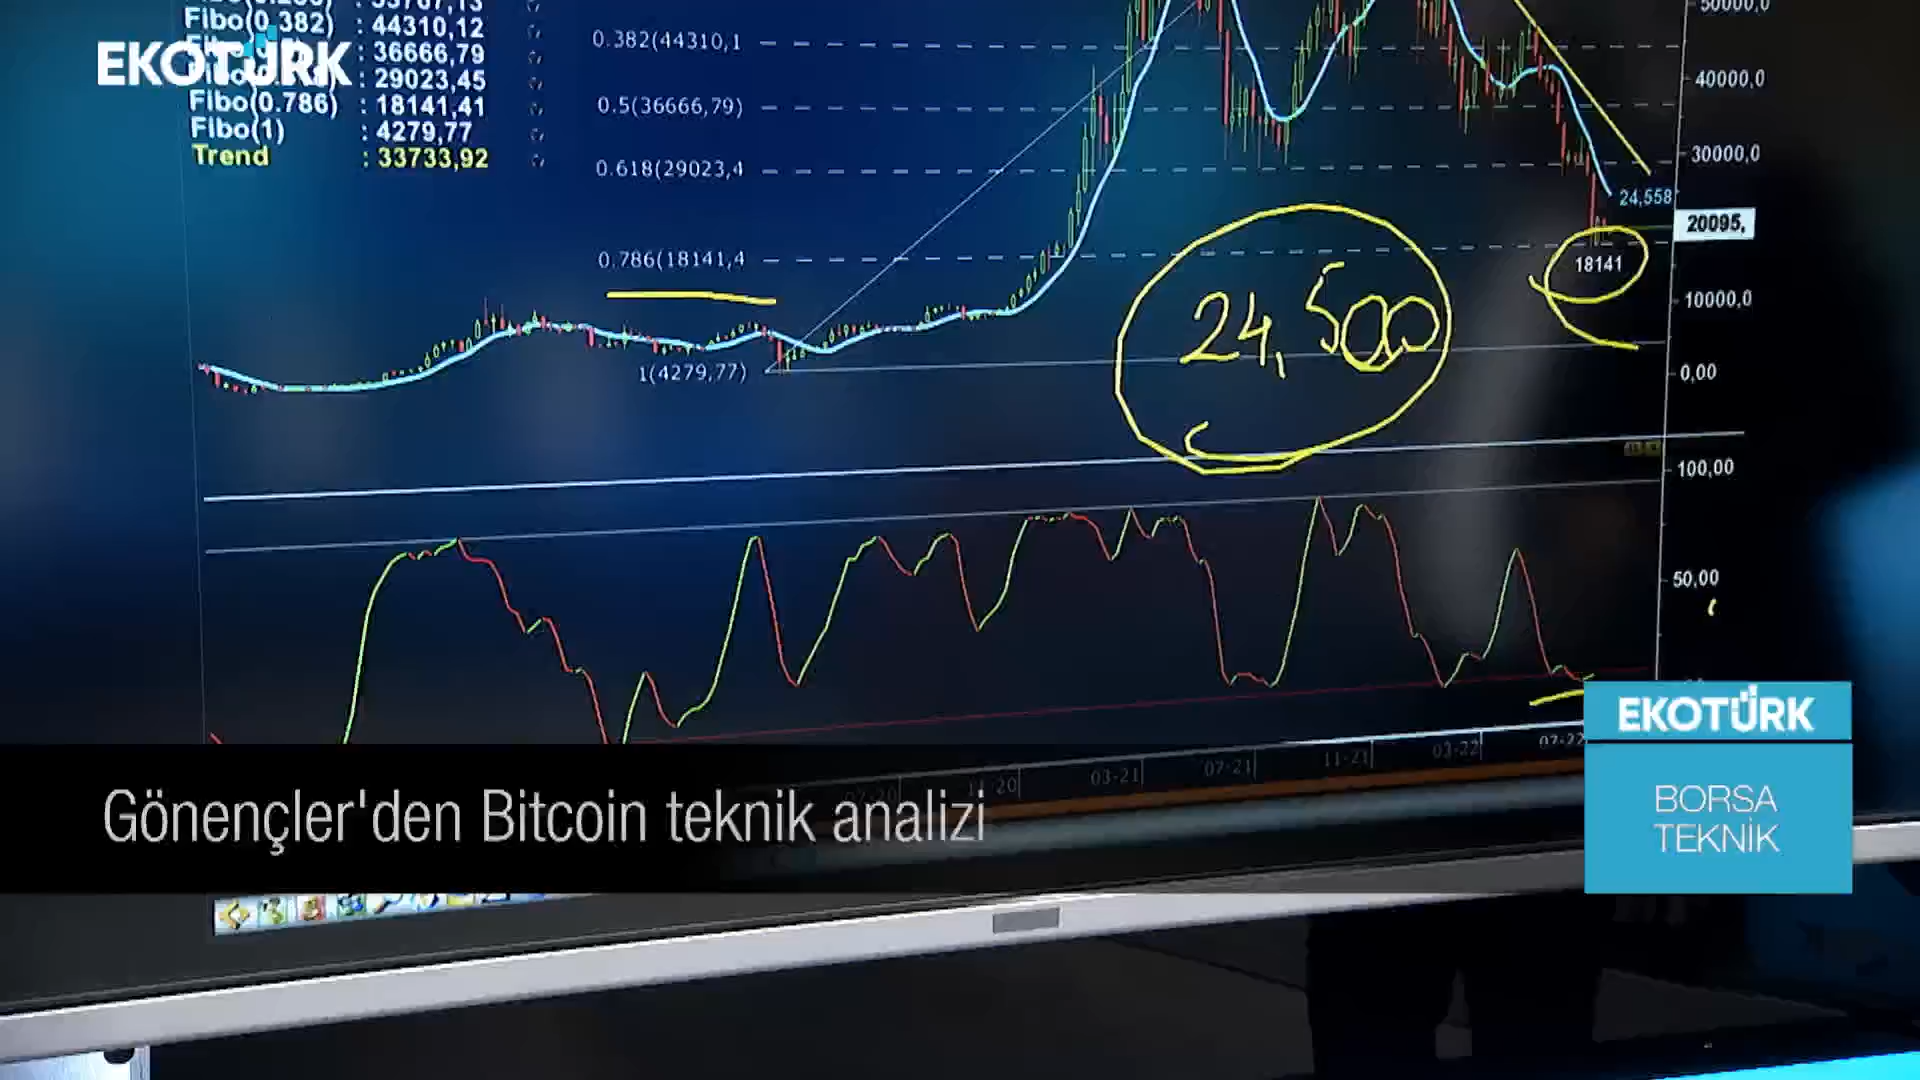 Fibo(0.382) : 44310,12
: 36666,79
: 29023,45
Fibo(0.786) : 18141,41
Fibo(1) : 4279,77
Trend : 33733,92
EKOTÜRK
0.382(44310,1
0.5(36666,79)
0.618(29023,4
0.786(18141,4
1(4279,77)
50000,0
40000,0
30000,0
24,558
20095,
18141
10000,0
0,00
24,500
100,00
50,00
03-21
07-21
11-21
03-22
07-22
EKOTÜRK
BORSA
TEKNİK
Gönençler'den Bitcoin teknik analizi